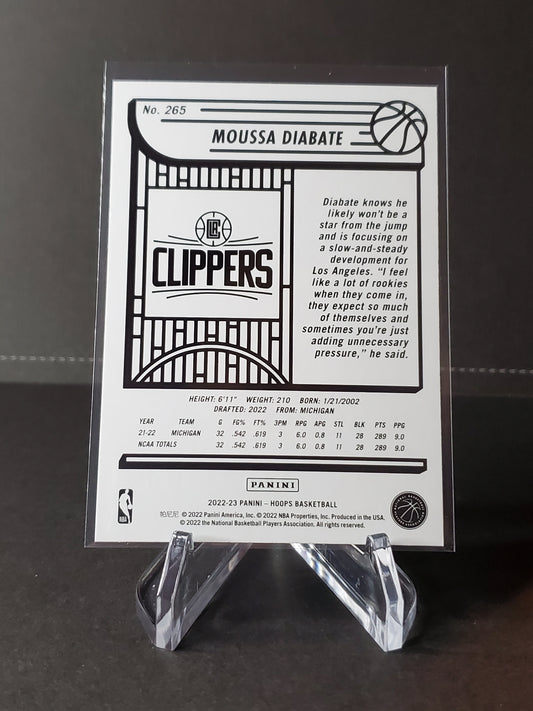 No. 265
MOUSSA DIABATE
LAC
CLIPPERS
Diabate knows he
likely won't be a
star from the jump
and is focusing on
a slow-and-steady
development for
Los Angeles. "I feel
like a lot of rookies
when they come in,
they expect so
much of themselves and
sometimes you're just
adding unnecessary
pressure," he said.
HEIGHT: 6'11" WEIGHT: 210 BORN: 1/21/2002
DRAFTED: 2022 FROM: MICHIGAN
YEAR TEAM G FG% FT% 3PM RPG APG STL BLK PTS PPG
21-22 MICHIGAN 32 .542 .619 3 6.0 0.8 11 28 289 9.0
NCAA TOTALS 32 .542 .619 3 6.0 0.8 11 28 289 9.0
PANINI
2022-23 PANINI – HOOPS BASKETBALL
帕尼尼 © 2022 Panini America, Inc. © 2022 NBA Properties, Inc. Produced in the USA.
© 2022 the National Basketball Players Association. All rights reserved.
NBA